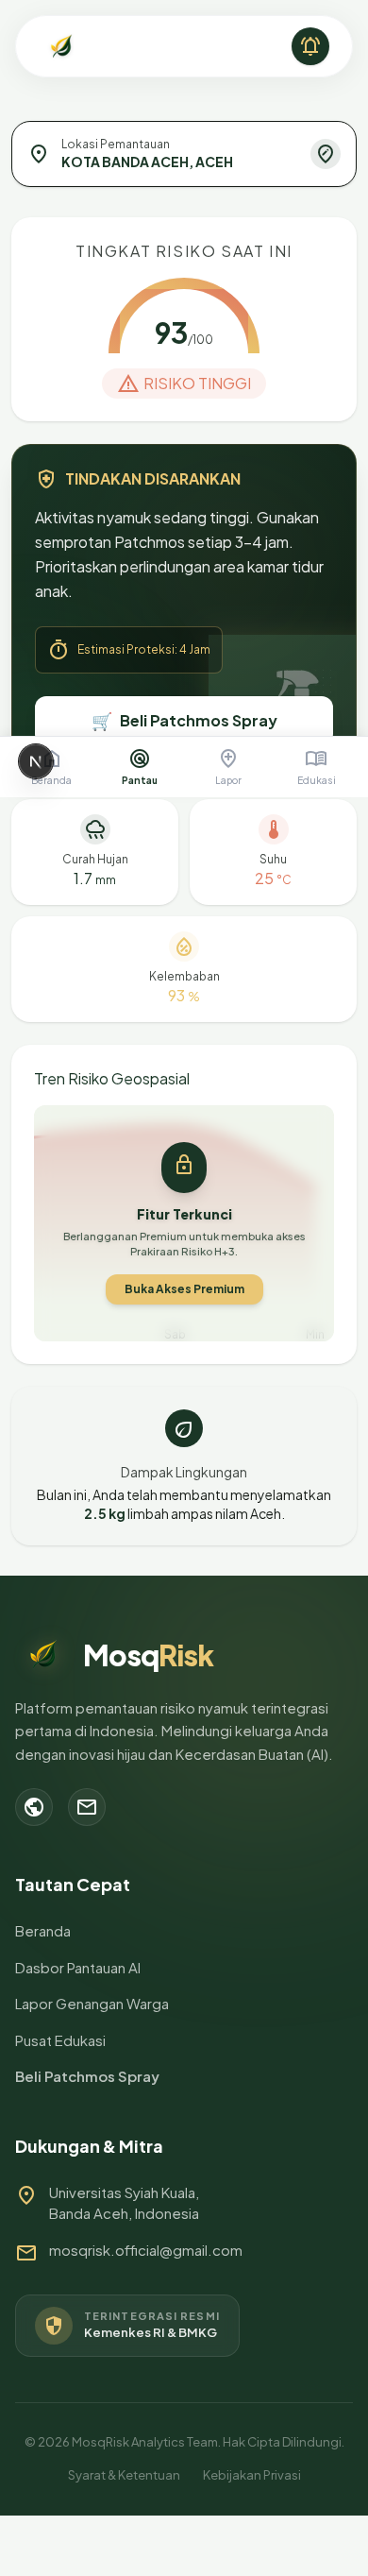 Lokasi Pemantauan
KOTA BANDA ACEH, ACEH
TINGKAT RISIKO SAAT INI
93/100
RISIKO TINGGI
TINDAKAN DISARANKAN
Aktivitas nyamuk sedang tinggi. Gunakan
semprotan Patchmos setiap 3–4 jam.
Prioritaskan perlindungan area kamar tidur
anak.
Estimasi Proteksi: 4 Jam
Beli Patchmos Spray
N
Beranda
Pantau
Lapor
Edukasi
Curah Hujan
1.7 mm
Suhu
25 °C
Kelembaban
93 %
Tren Risiko Geospasial
Fitur Terkunci
Berlangganan Premium untuk membuka akses
Prakiraan Risiko H+3.
Buka Akses Premium
Dampak Lingkungan
Bulan ini, Anda telah membantu menyelamatkan
2.5 kg limbah ampas nilam Aceh.
MosqRisk
Platform pemantauan risiko nyamuk terintegrasi
pertama di Indonesia. Melindungi keluarga Anda
dengan inovasi hijau dan Kecerdasan Buatan (AI).
Tautan Cepat
Beranda
Dasbor Pantauan AI
Lapor Genangan Warga
Pusat Edukasi
Beli Patchmos Spray
Dukungan & Mitra
Universitas Syiah Kuala,
Banda Aceh, Indonesia
mosqrisk.official@gmail.com
TERINTEGRASI RESMI
Kemenkes RI & BMKG
© 2026 MosqRisk Analytics Team. Hak Cipta Dilindungi.
Syarat & Ketentuan
Kebijakan Privasi